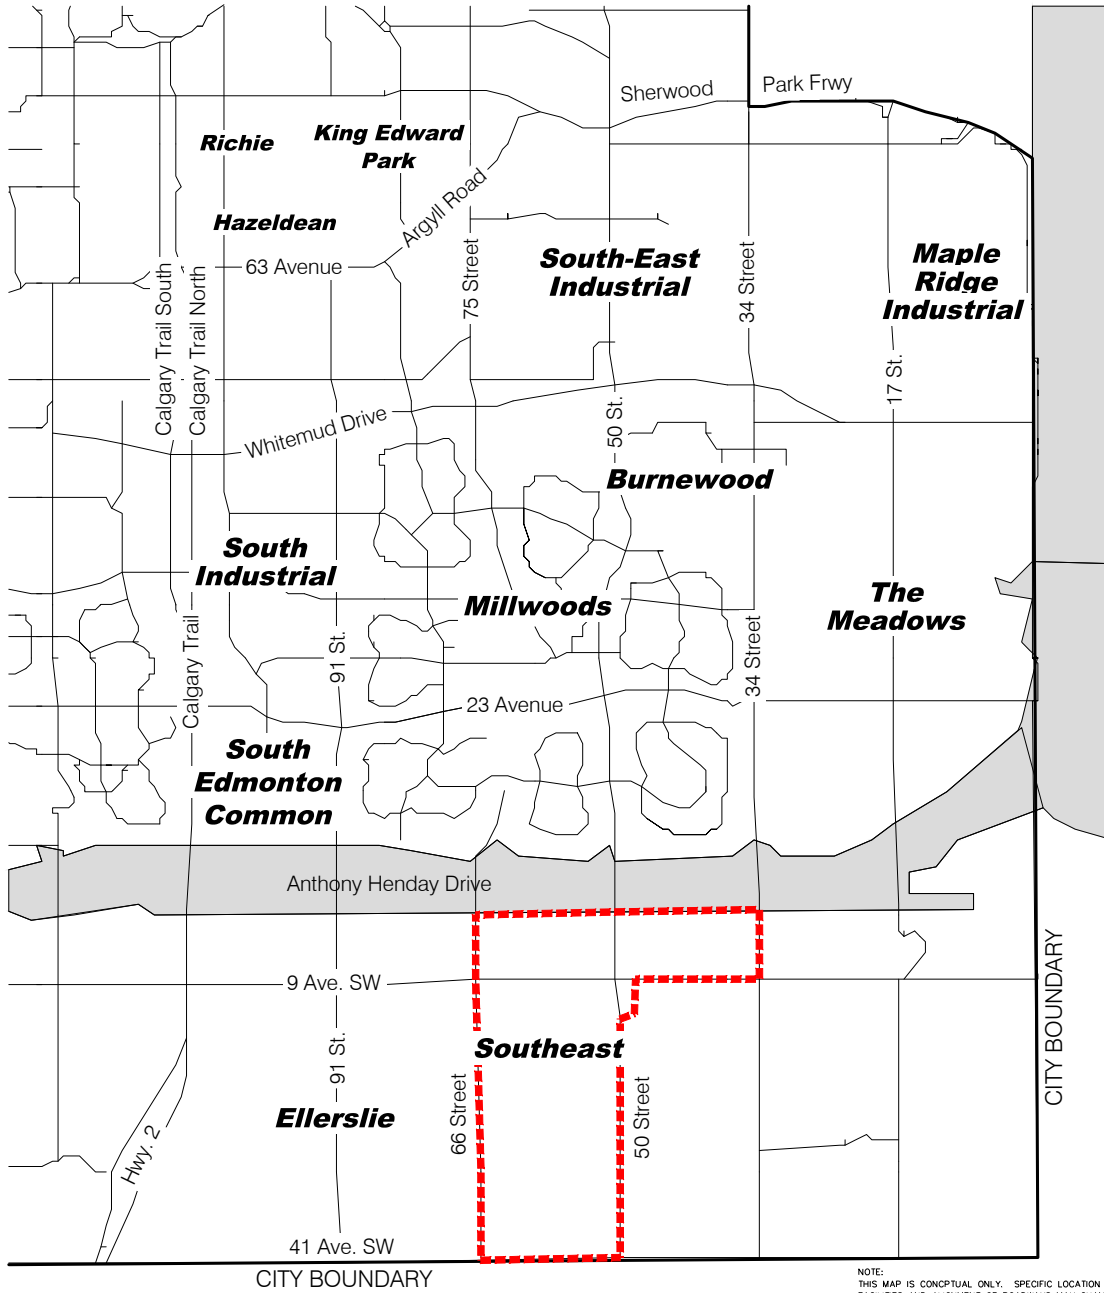 Sherwood
Park Frwy
Richie
King Edward
Park
Hazeldean
Argyll Road
63 Avenue
75 Street
South-East
Industrial
34 Street
Maple
Ridge
Industrial
Calgary Trail South
Calgary Trail North
17 St.
Whitemud Drive
50 St.
Burnewood
South
Industrial
Millwoods
The
Meadows
91 St.
34 Street
Calgary Trail
23 Avenue
South
Edmonton
Common
Anthony Henday Drive
9 Ave. SW
CITY BOUNDARY
Southeast
91 St.
66 Street
50 Street
Ellerslie
Hwy. 2
41 Ave. SW
CITY BOUNDARY
NOTE:
THIS MAP IS CONCPTUAL ONLY. SPECIFIC LOCATION